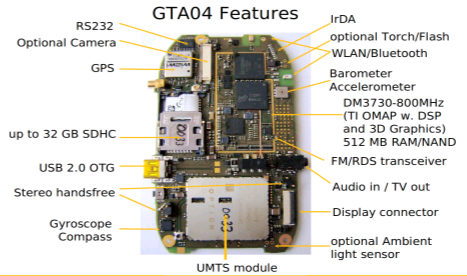 GTA04 Features
RS232
Optional Camera
GPS
up to 32 GB SDHC
USB 2.0 OTG
Stereo handsfree
Gyroscope
Compass
IrDA
optional Torch/Flash
WLAN/Bluetooth
Barometer
Accelerometer
DM3730-800MHz
(TI OMAP w. DSP
and 3D Graphics)
512 MB RAM/NAND
FM/RDS transceiver
Audio in / TV out
Display connector
optional Ambient
light sensor
UMTS module
OPTION